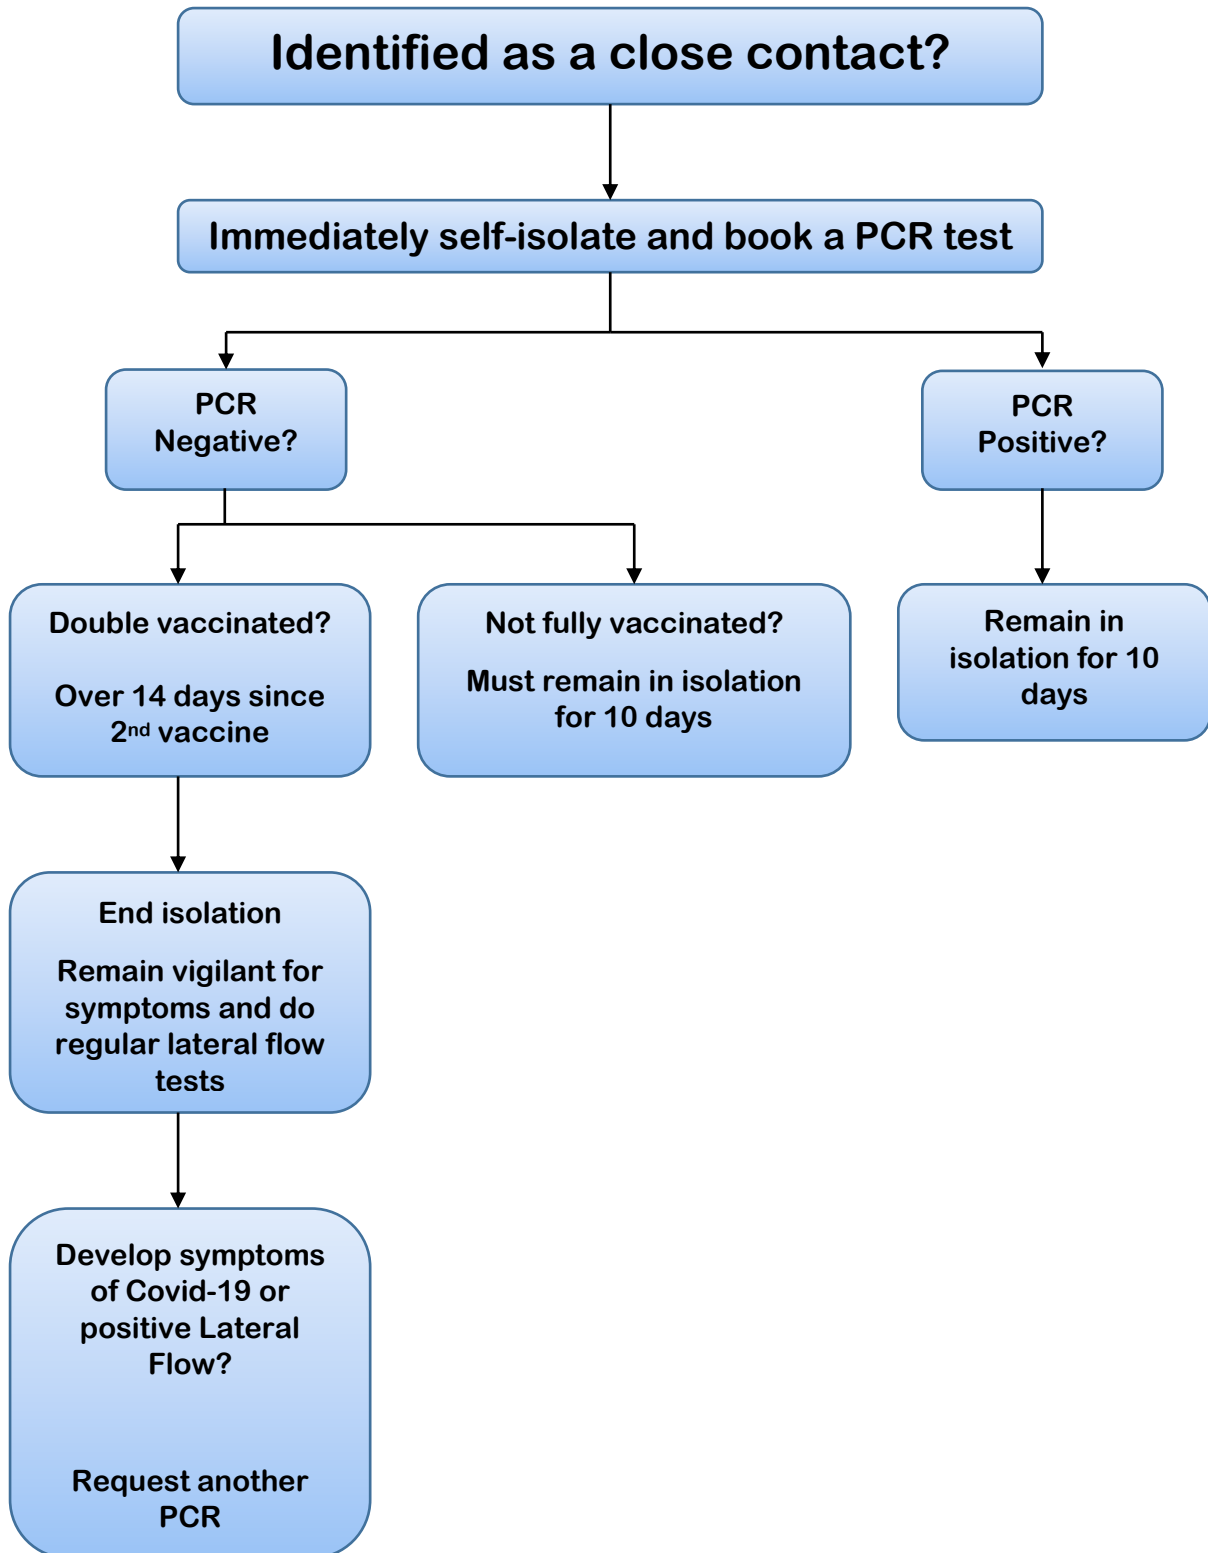 Identified as a close contact?
Immediately self-isolate and book a PCR test
PCR
Negative?
PCR
Positive?
Double vaccinated?
Over 14 days since
2nd vaccine
Not fully vaccinated?
Must remain in isolation
for 10 days
Remain in
isolation for 10
days
End isolation
Remain vigilant for
symptoms and do
regular lateral flow
tests
Develop symptoms
of Covid-19 or
positive Lateral
Flow?
Request another
PCR